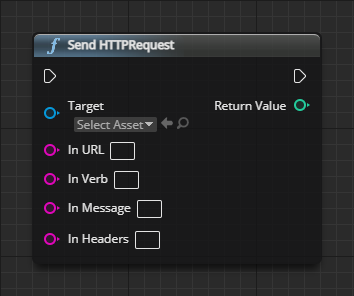 Send HTTPRequest
Target
Return Value
Select Asset
In URL
In Verb
In Message
In Headers